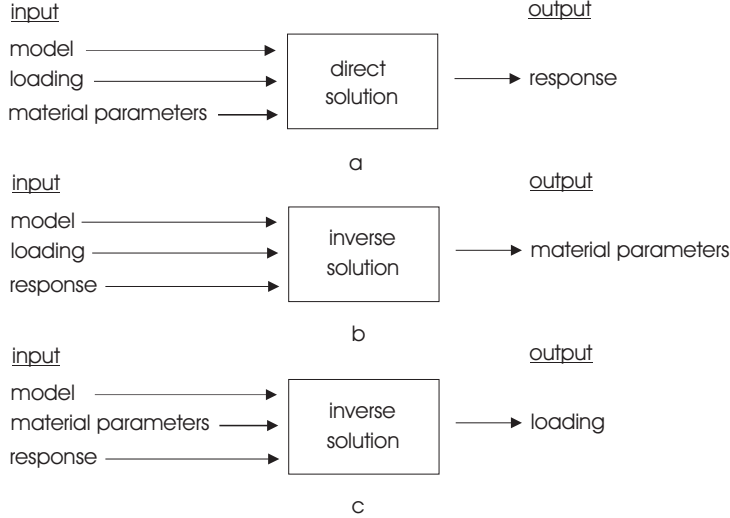 input
output
model
loading
material parameters
direct
solution
response
a
input
output
model
loading
response
inverse
solution
material parameters
b
input
output
model
material parameters
response
inverse
solution
loading
c